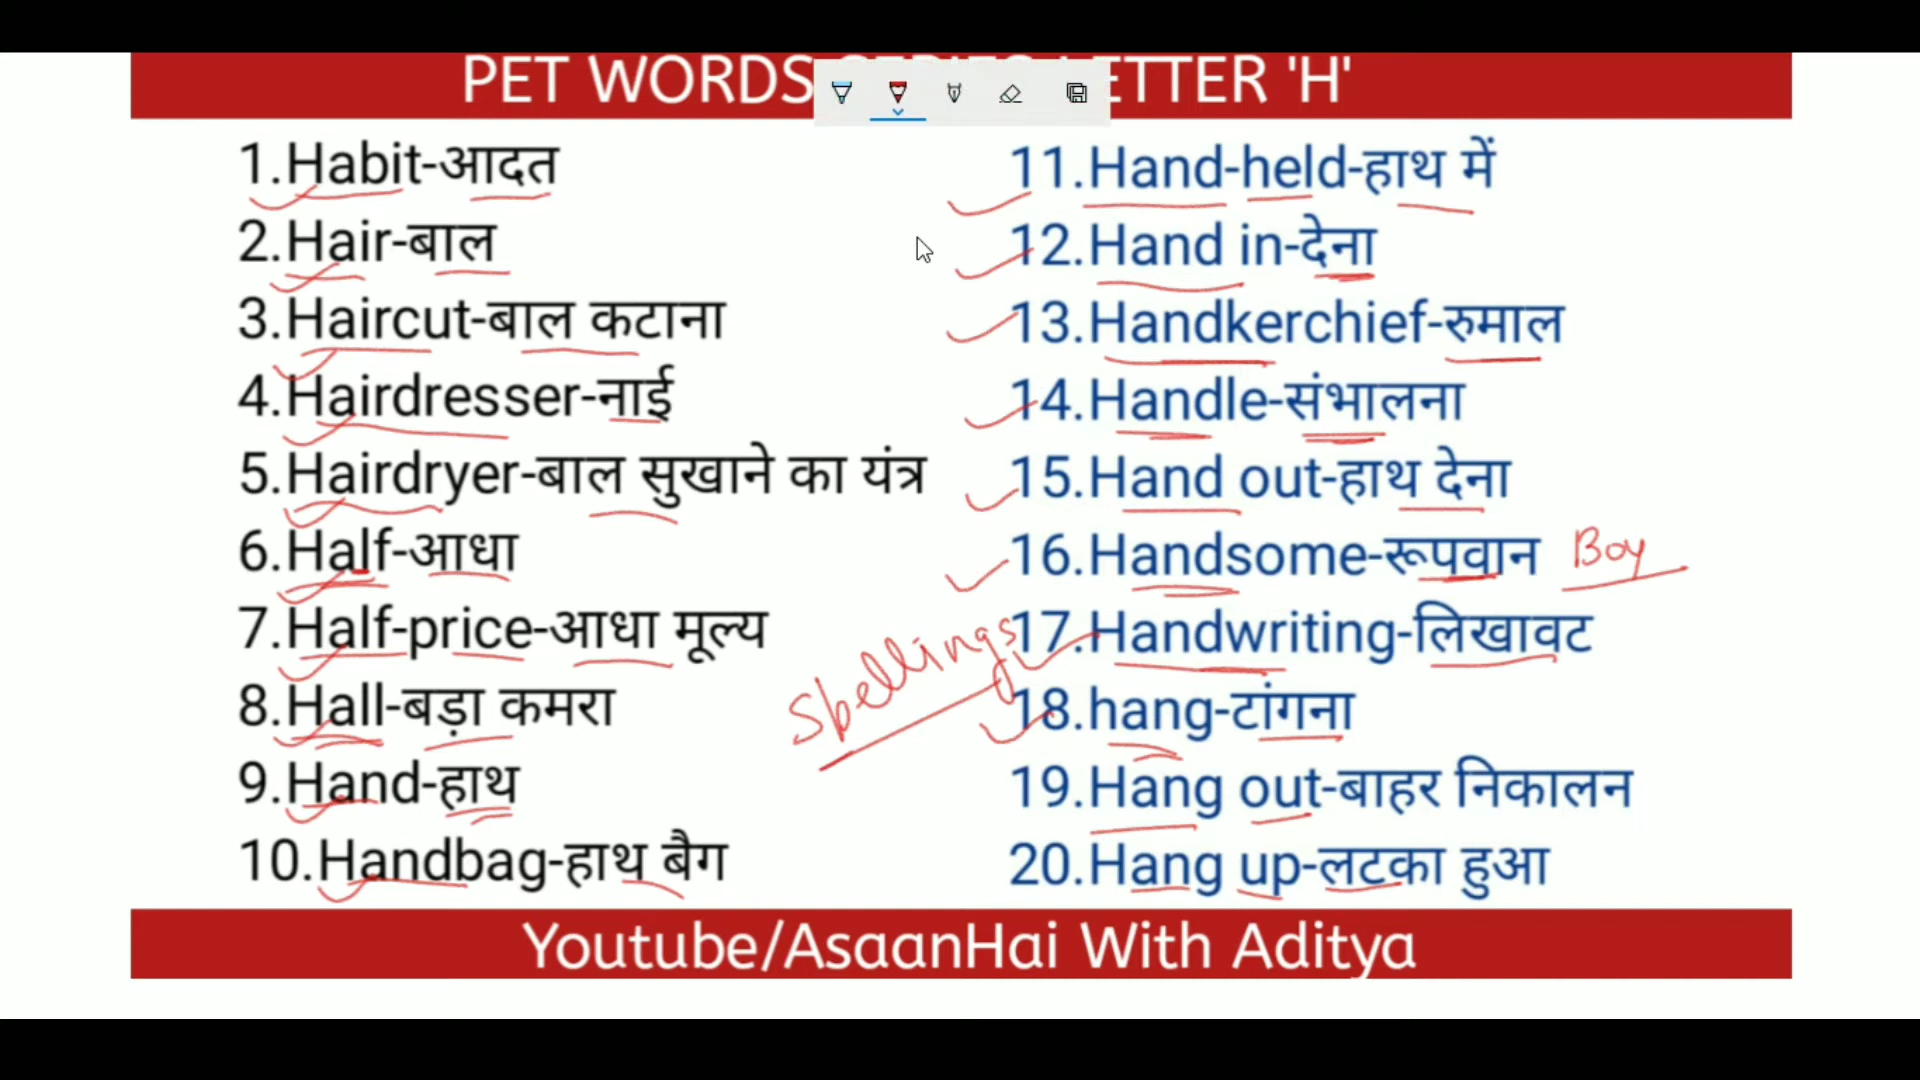 PET WORDS SERIES LETTER 'H'
1.Habit-आदत
2.Hair-बाल
3.Haircut-बाल कटाना
4.Hairdresser-नाई
5.Hairdryer-बाल सुखाने का यंत्र
6.Half-आधा
7.Half-price-आधा मूल्य
8.Hall-बड़ा कमरा
9.Hand-हाथ
10.Handbag-हाथ बैग
Spellings
11.Hand-held-हाथ में
12.Hand in-देना
13.Handkerchief-रुमाल
14.Handle-संभालना
15.Hand out-हाथ देना
16.Handsome-रूपवान Boy
17.Handwriting-लिखावट
18.hang-टांगना
19.Hang out-बाहर निकालन
20.Hang up-लटका हुआ
Youtube/AsaanHai With Aditya